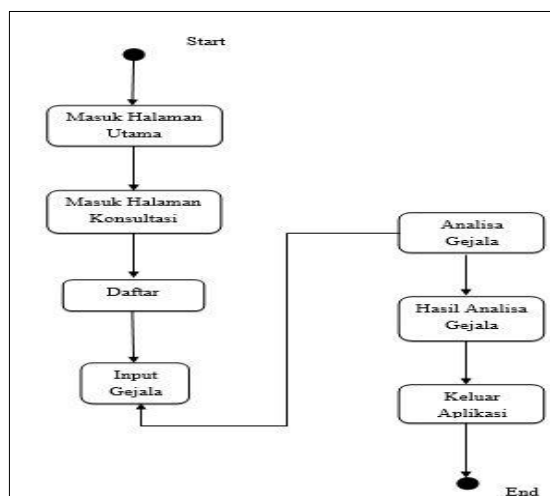 Start
Masuk Halaman
Utama
Masuk Halaman
Konsultasi
Daftar
Input
Gejala
Analisa
Gejala
Hasil Analisa
Gejala
Keluar
Aplikasi
End